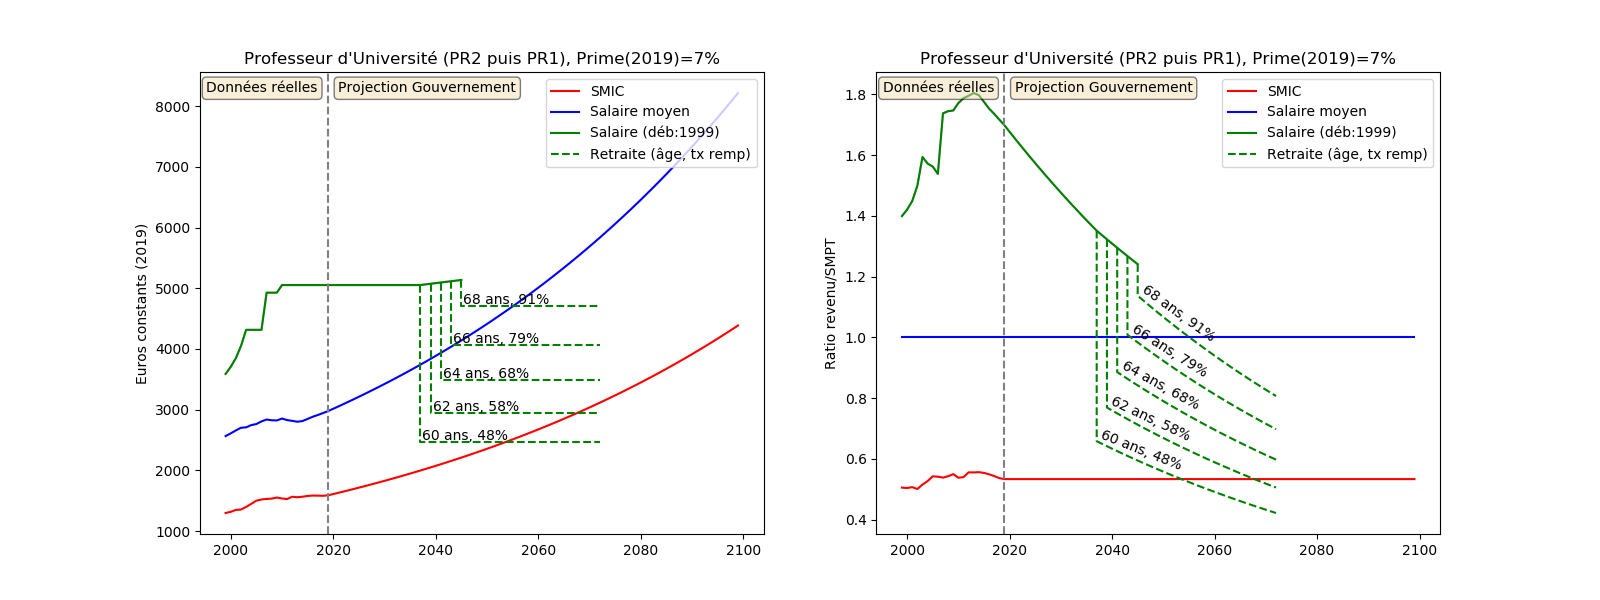 Professeur d'Université (PR2 puis PR1), Prime(2019)=7%
Données réelles
Projection Gouvernement
SMIC
Salaire moyen
Salaire (déb:1999)
Retraite (âge, tx remp)
Euros constants (2019)
8000
7000
6000
5000
4000
3000
2000
1000
68 ans, 91%
66 ans, 79%
64 ans, 68%
62 ans, 58%
60 ans, 48%
2000
2020
2040
2060
2080
2100
Professeur d'Université (PR2 puis PR1), Prime(2019)=7%
Données réelles
Projection Gouvernement
SMIC
Salaire moyen
Salaire (déb:1999)
Retraite (âge, tx remp)
Ratio revenu/SMPT
1.8
1.6
1.4
1.2
1.0
0.8
0.6
0.4
68 ans, 91%
66 ans, 79%
64 ans, 68%
62 ans, 58%
60 ans, 48%
2000
2020
2040
2060
2080
2100